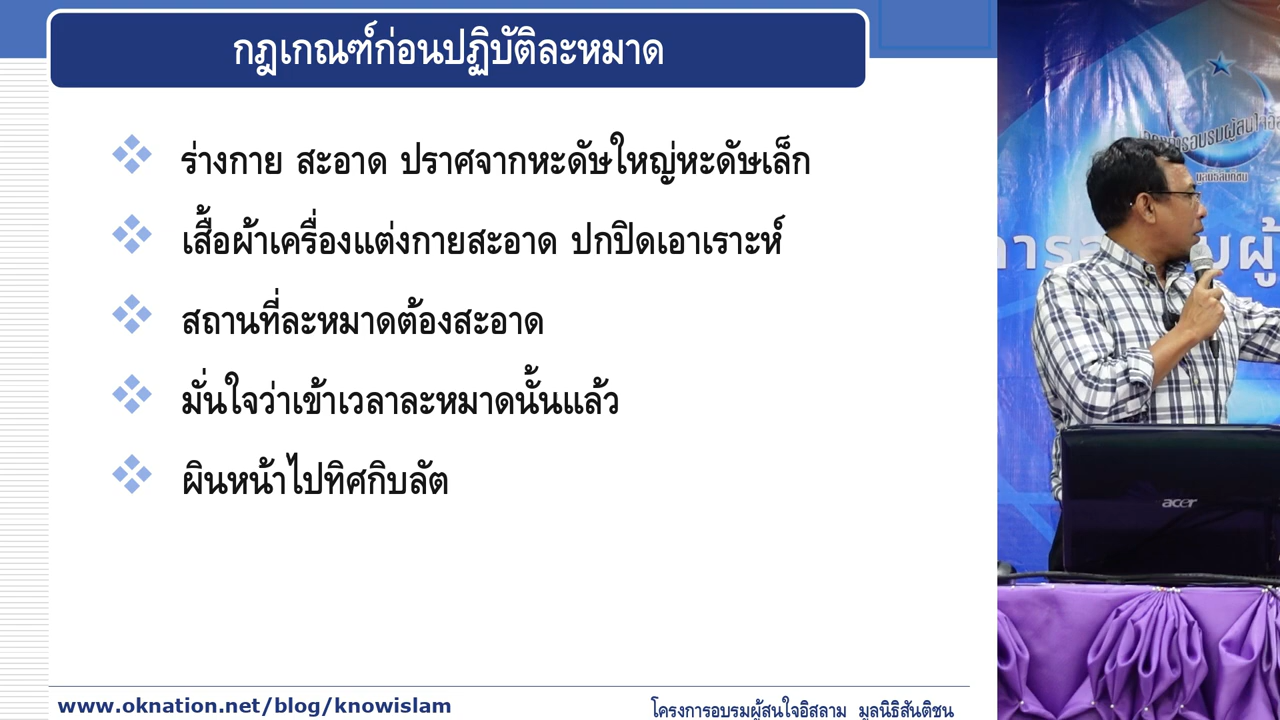 กฎเกณฑ์ก่อนปฏิบัติละหมาด
ร่างกาย สะอาด ปราศจากหะดัษใหญ่หะดัษเล็ก
เสื้อผ้าเครื่องแต่งกายสะอาด ปกปิดเอาเราะห์
สถานที่ละหมาดต้องสะอาด
มั่นใจว่าเข้าเวลาละหมาดนั้นแล้ว
ผินหน้าไปทิศกิบลัต
www.oknation.net/blog/knowislam
โครงการอบรมผู้สนใจอิสลาม มูลนิธิสันติชน
มูลนิธิสันติชน
acer